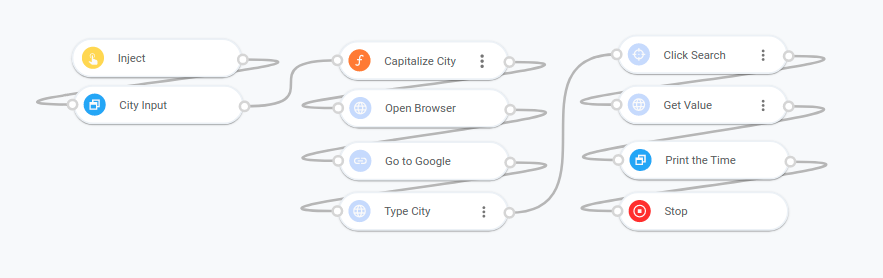 Inject
City Input
Capitalize City
Open Browser
Go to Google
Type City
Click Search
Get Value
Print the Time
Stop